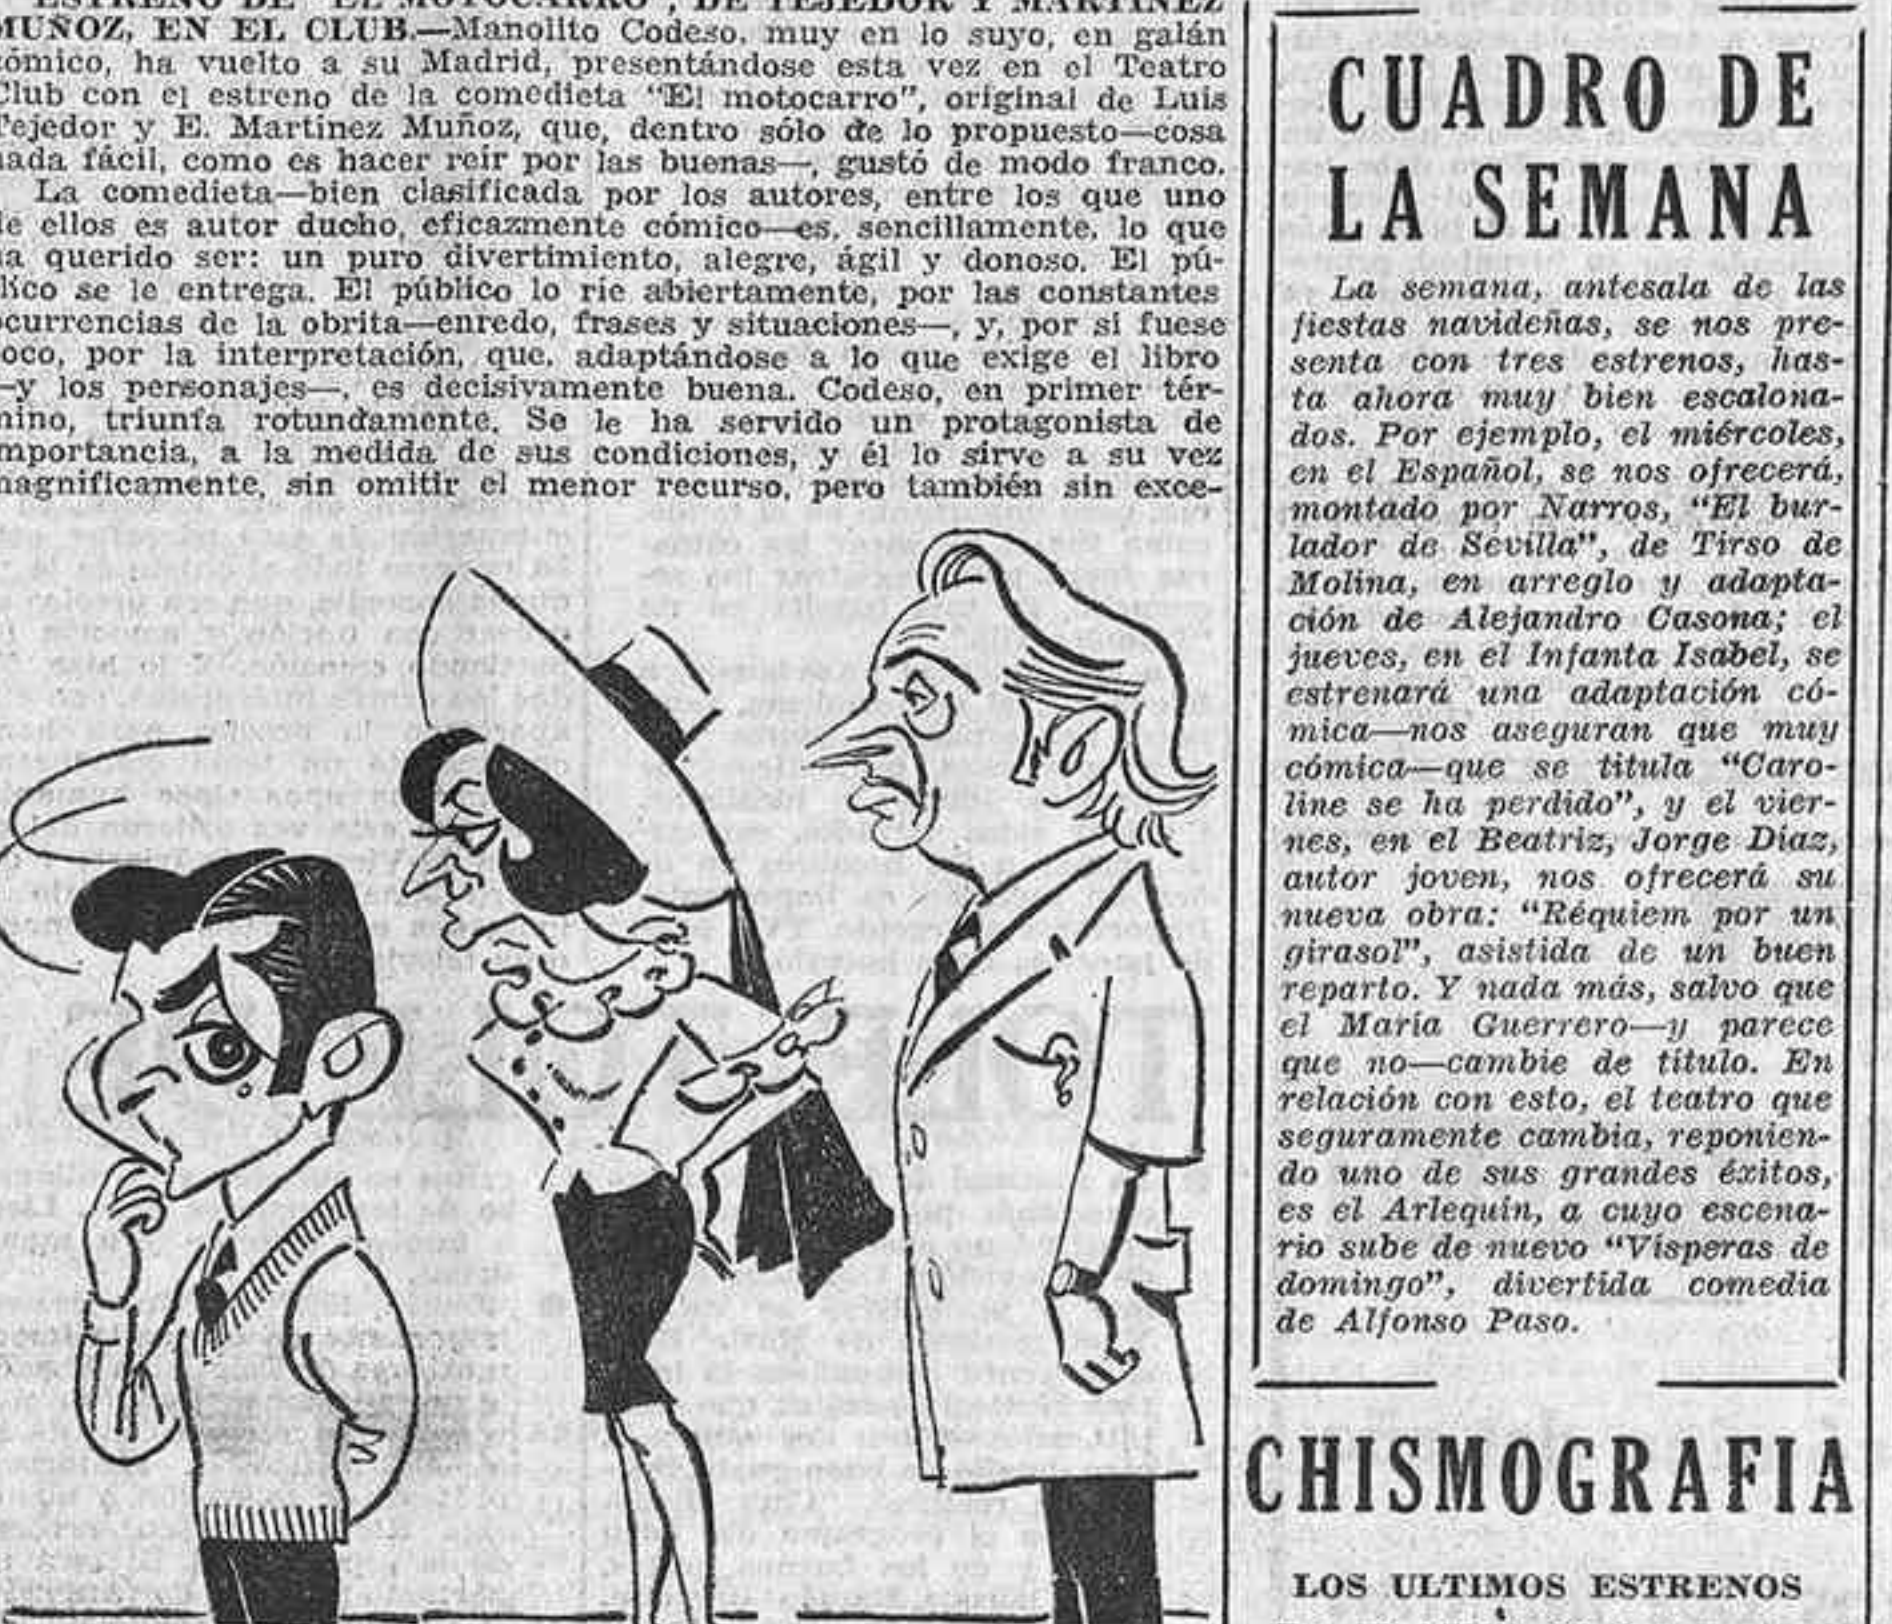 ESTRENO DE "EL MOTOCARRO", DE TEJEDOR Y MARTINEZ
MUÑOZ, EN EL CLUB.—Manolito Codeso, muy en lo suyo, en galán
cómico, ha vuelto a su Madrid, presentándose esta vez en el Teatro
Club con el estreno de la comedieta "El motocarro", original de Luis
Tejedor y E. Martínez Muñoz, que, dentro sólo de lo propuesto—cosa
nada fácil, como es hacer reir por las buenas—, gustó de modo franco.
La comedieta—bien clasificada por los autores, entre los que uno
de ellos es autor ducho, eficazmente cómico—es, sencillamente, lo que
ha querido ser: un puro divertimiento, alegre, ágil y donoso. El pú-
blico se le entrega. El público lo ríe abiertamente, por las constantes
ocurrencias de la obrita—enredo, frases y situaciones—, y, por si fuese
poco, por la interpretación, que, adaptándose a lo que exige el libro
—y los personajes—, es decisivamente buena. Codeso, en primer tér-
mino, triunfa rotundamente. Se le ha servido un protagonista de
importancia, a la medida de sus condiciones, y él lo sirve a su vez
magníficamente, sin omitir el menor recurso, pero también sin exce-
CUADRO DE
LA SEMANA
La semana, antesala de las
fiestas navideñas, se nos pre-
senta con tres estrenos, has-
ta ahora muy bien escalona-
dos. Por ejemplo, el miércoles,
en el Español, se nos ofrecerá,
montado por Narros, "El bur-
lador de Sevilla", de Tirso de
Molina, en arreglo y adapta-
ción de Alejandro Casona; el
jueves, en el Infanta Isabel, se
estrenará una adaptación có-
mica—nos aseguran que muy
cómica—que se titula "Caro-
line se ha perdido", y el vier-
nes, en el Beatriz, Jorge Díaz,
autor joven, nos ofrecerá su
nueva obra: "Réquiem por un
girasol", asistida de un buen
reparto. Y nada más, salvo que
el María Guerrero—y parece
que no—cambie de título. En
relación con esto, el teatro que
seguramente cambia, reponien-
do uno de sus grandes éxitos,
es el Arlequín, a cuyo escena-
rio sube de nuevo "Vísperas de
domingo", divertida comedia
de Alfonso Paso.
CHISMOGRAFIA
LOS ULTIMOS ESTRENOS